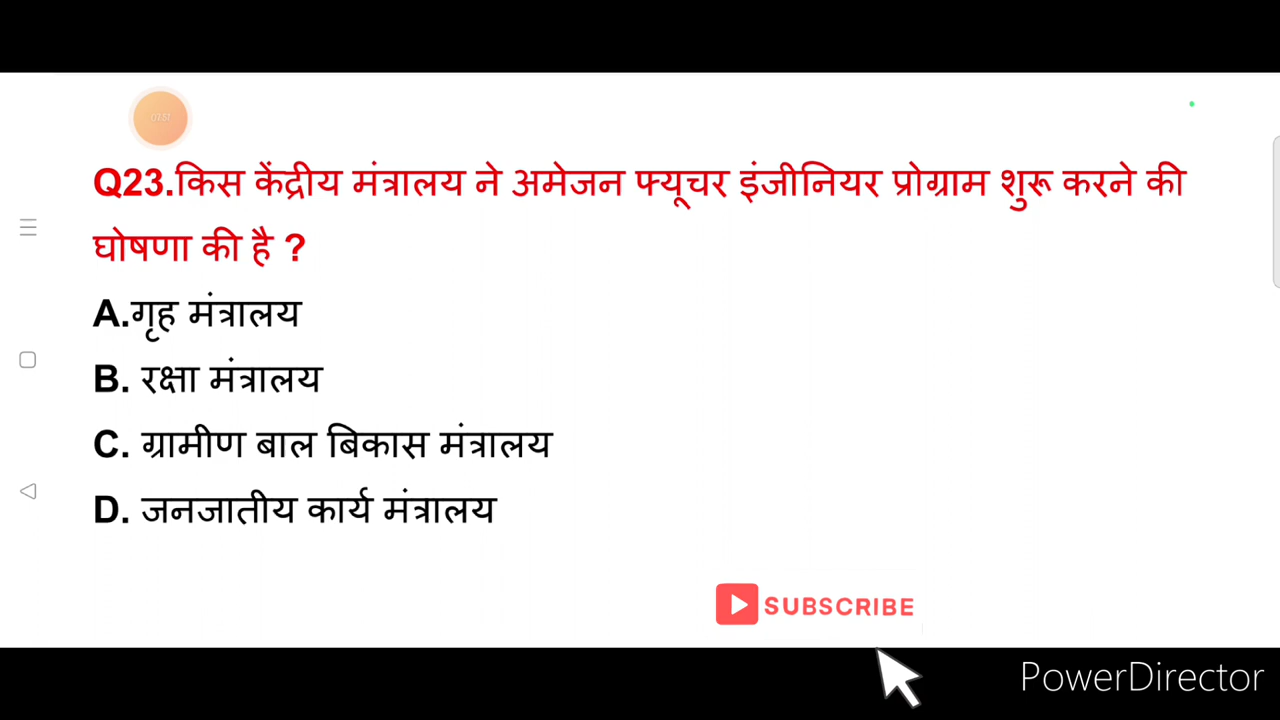 Q23.किस केंद्रीय मंत्रालय ने अमेजन फ्यूचर इंजीनियर प्रोग्राम शुरू करने की
घोषणा की है ?
A.गृह मंत्रालय
B. रक्षा मंत्रालय
C. ग्रामीण बाल बिकास मंत्रालय
D. जनजातीय कार्य मंत्रालय
SUBSCRIBE
PowerDirector